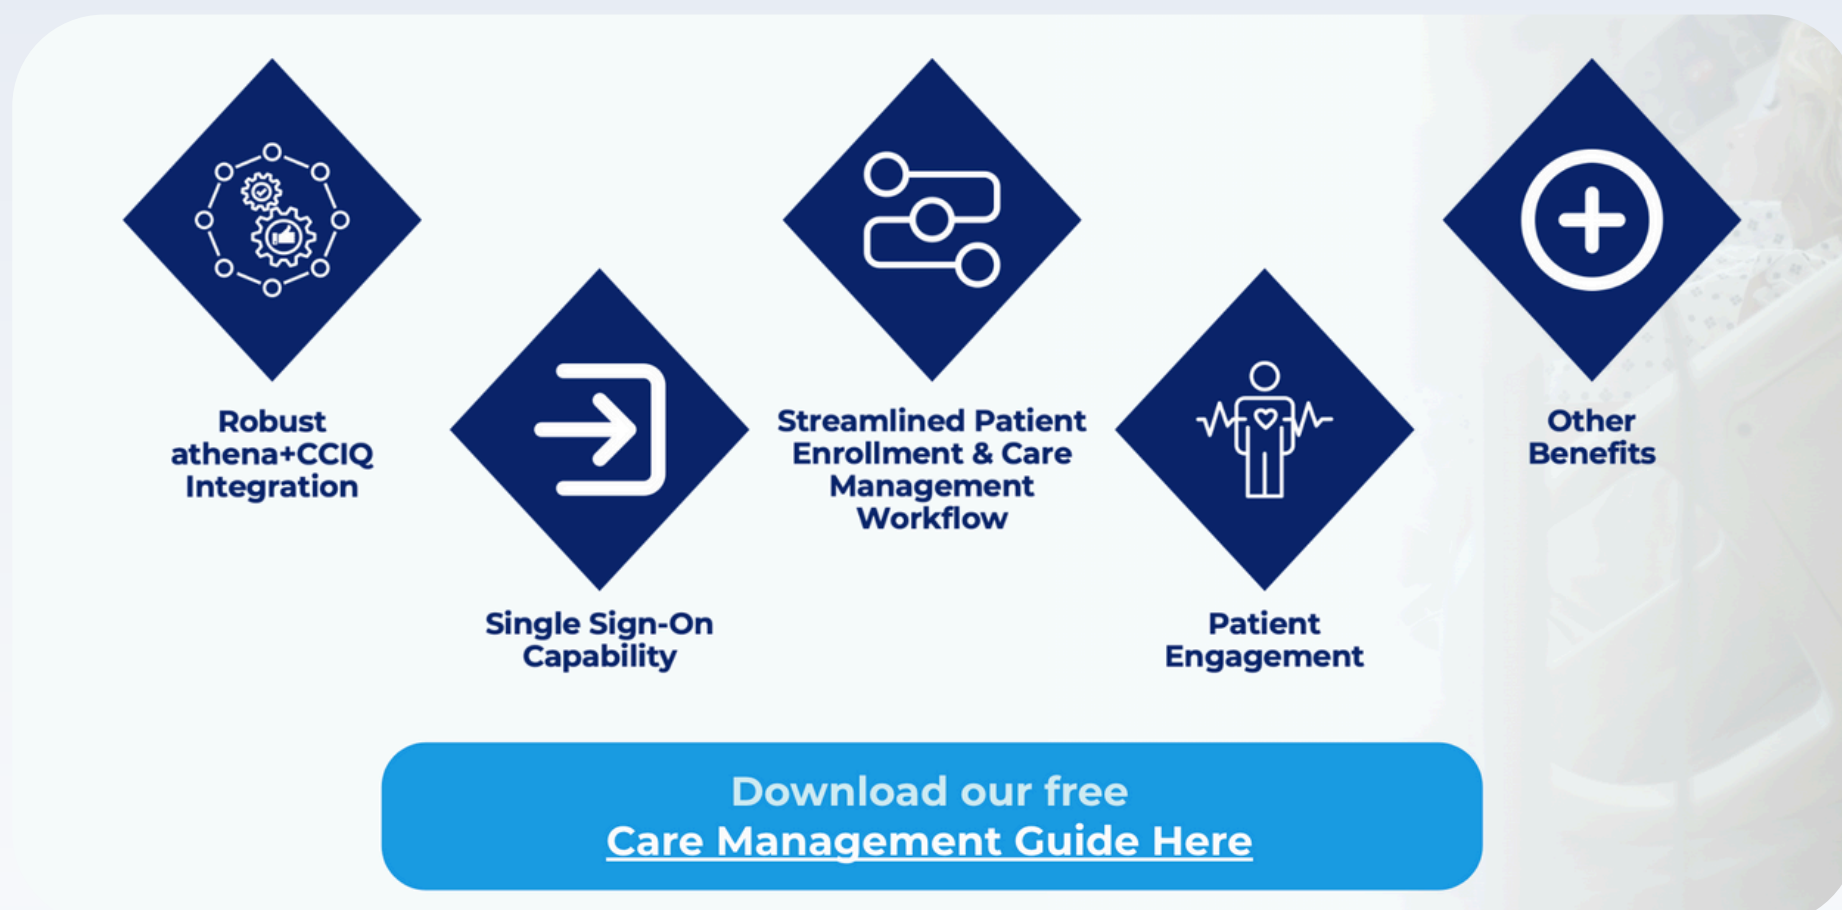 Robust
athena+CCIQ
Integration
Single Sign-On
Capability
Streamlined Patient
Enrollment & Care
Management
Workflow
Patient
Engagement
Other
Benefits
Download our free
Care Management Guide Here